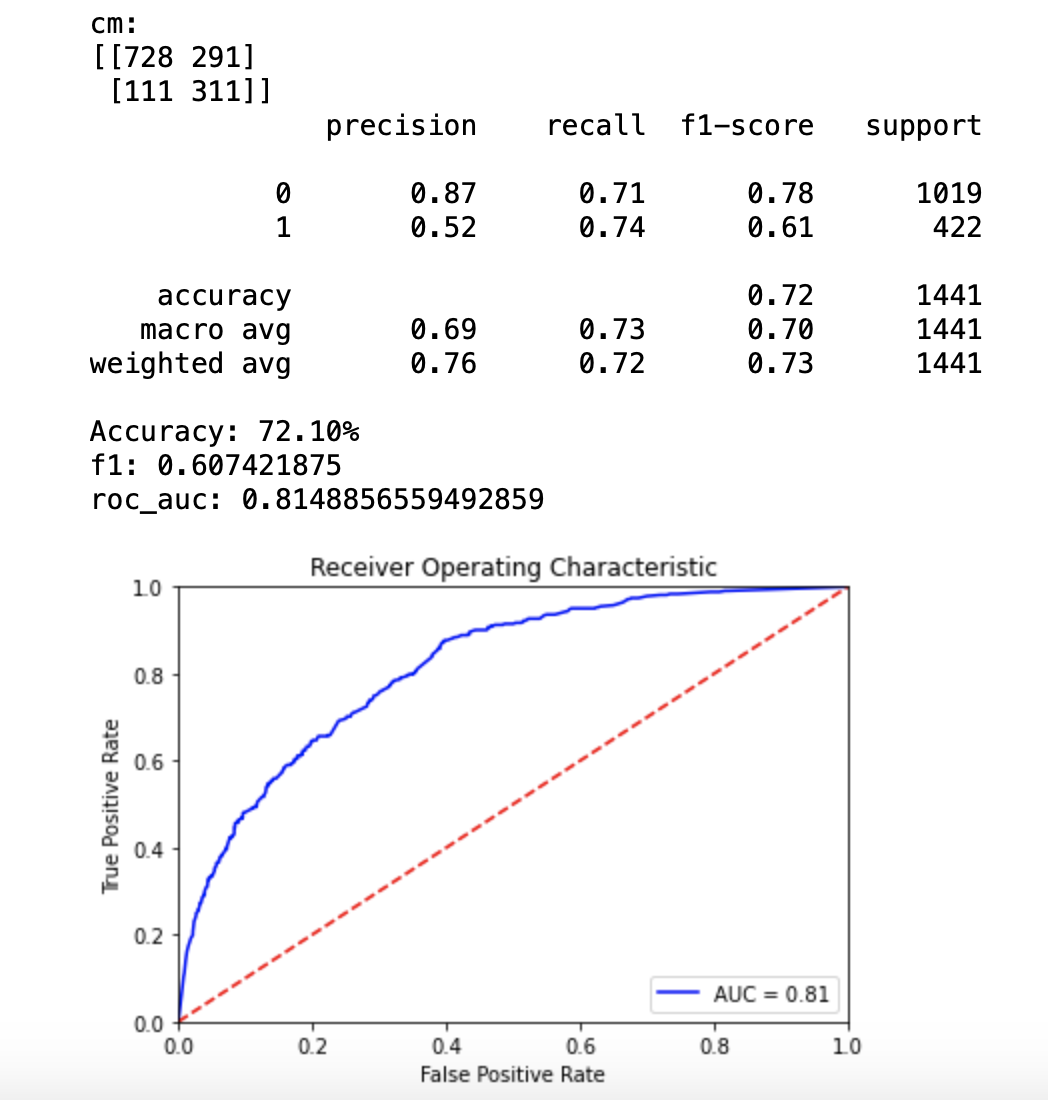 cm:
[[728 291]
[111 311]]
precision recall f1-score support
0 0.87 0.71 0.78 1019
1 0.52 0.74 0.61 422
accuracy 0.72 1441
macro avg 0.69 0.73 0.70 1441
weighted avg 0.76 0.72 0.73 1441
Accuracy: 72.10%
f1: 0.607421875
roc_auc: 0.8148856559492859
Receiver Operating Characteristic
1.0
0.8
0.6
0.4
0.2
0.0
True Positive Rate
AUC = 0.81
0.0 0.2 0.4 0.6 0.8 1.0
False Positive Rate